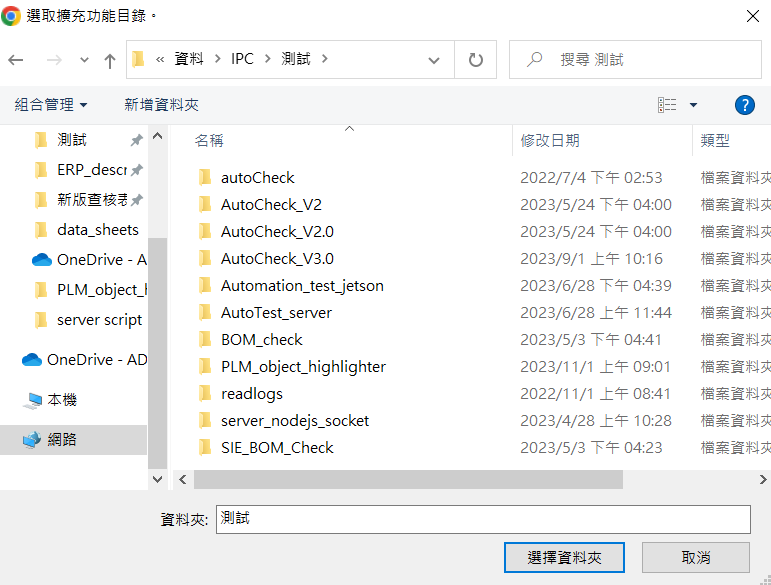 選取擴充功能目錄。
« 資料 > IPC > 測試 >
搜尋 測試
組合管理
新增資料夾
?
測試
ERP_descr
新版查核表
data_sheets
OneDrive - A
PLM_object_h
server script
OneDrive - AD
本機
網路
名稱 修改日期 類型
autoCheck 2022/7/4 下午 02:53 檔案資料夾
AutoCheck_V2 2023/5/24 下午 04:00 檔案資料夾
AutoCheck_V2.0 2023/5/24 下午 04:00 檔案資料夾
AutoCheck_V3.0 2023/9/1 上午 10:16 檔案資料夾
Automation_test_jetson 2023/6/28 下午 04:39 檔案資料夾
AutoTest_server 2023/6/28 上午 11:44 檔案資料夾
BOM_check 2023/5/3 下午 04:41 檔案資料夾
PLM_object_highlighter 2023/11/1 上午 09:01 檔案資料夾
readlogs 2022/11/1 上午 08:41 檔案資料夾
server_nodejs_socket 2023/4/28 上午 10:28 檔案資料夾
SIE_BOM_Check 2023/5/3 下午 04:23 檔案資料夾
資料夾: 測試
選擇資料夾 取消